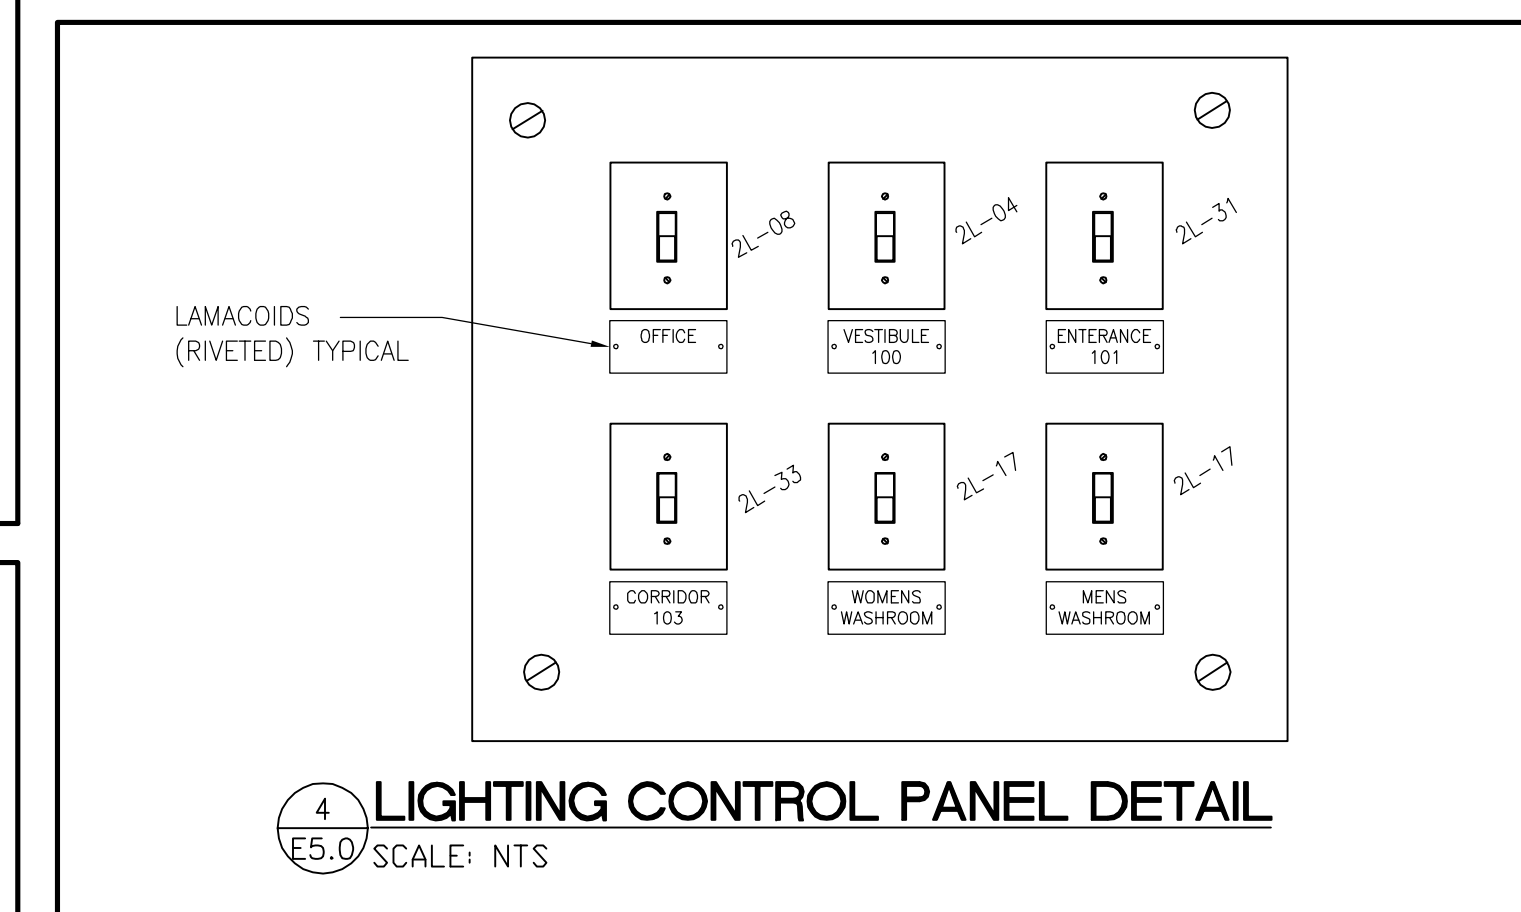 2L-08
2L-04
2L-31
LAMACOIDS
(RIVETED) TYPICAL
OFFICE
VESTIBULE
100
ENTERANCE
101
2L-33
2L-17
2L-17
CORRIDOR
103
WOMENS
WASHROOM
MENS
WASHROOM
4
E5.0
LIGHTING CONTROL PANEL DETAIL
SCALE: NTS